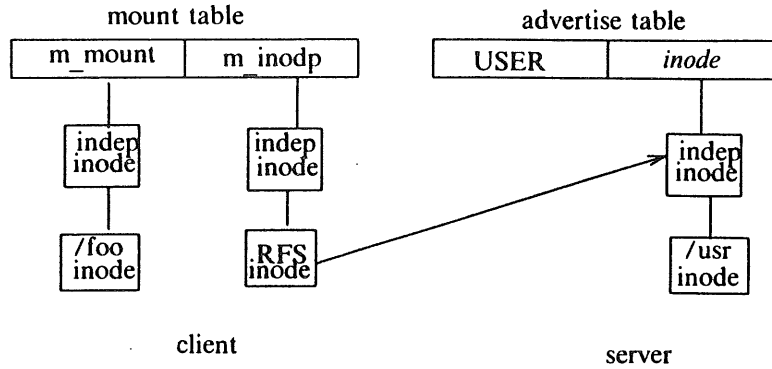 mount table
advertise table
m_mount
m_inodp
USER
inode
indep
inode
indep
inode
indep
inode
/foo
inode
RFS
inode
/usr
inode
client
server